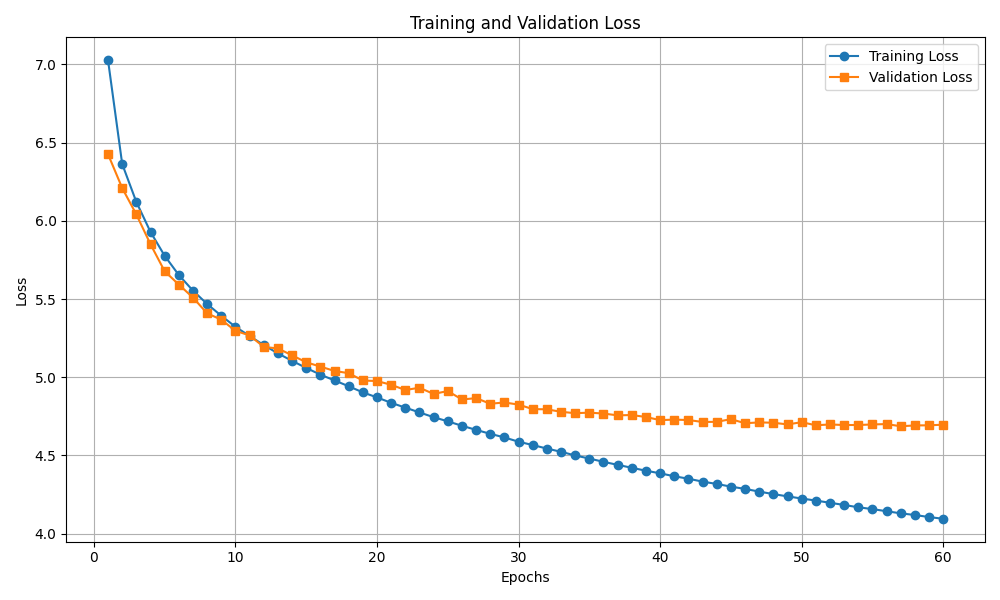 Training and Validation Loss
Training Loss
Validation Loss
7.0
6.5
6.0
5.5
5.0
4.5
4.0
Loss
0 10 20 30 40 50 60
Epochs